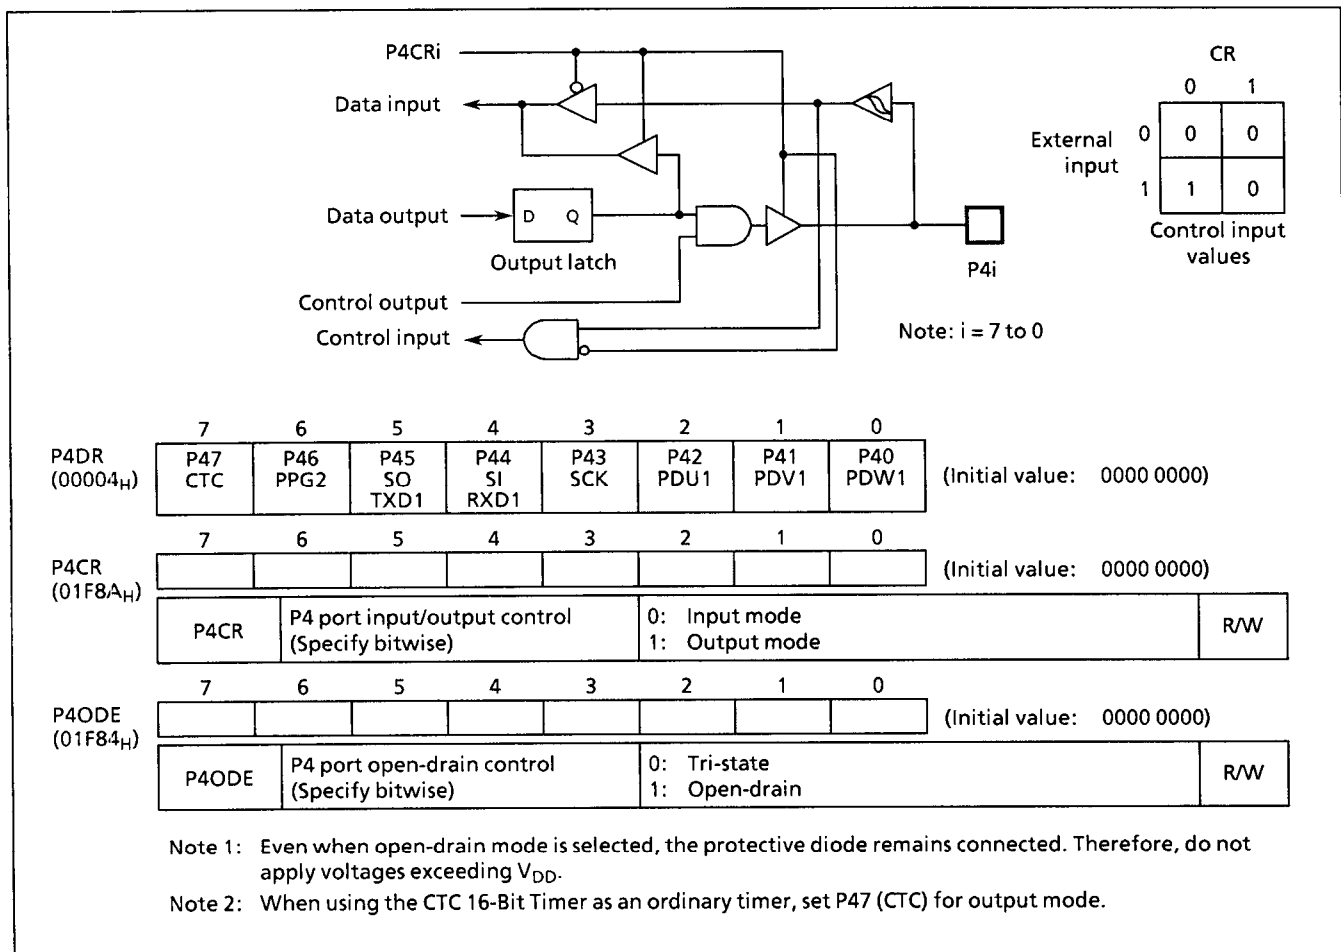 P4CRi
CR
0 1
Data input
External input
0 0 0
1 1 0
Control input values
Data output
D Q
Output latch
P4i
Control output
Control input
Note: i = 7 to 0
7 6 5 4 3 2 1 0
P4DR (00004H)
P47 CTC
P46 PPG2
P45 SO TXD1
P44 SI RXD1
P43 SCK
P42 PDU1
P41 PDV1
P40 PDW1
(Initial value: 0000 0000)
7 6 5 4 3 2 1 0
P4CR (01F8AH)
(Initial value: 0000 0000)
P4CR
P4 port input/output control
(Specify bitwise)
0: Input mode
1: Output mode
R/W
7 6 5 4 3 2 1 0
P4ODE (01F84H)
(Initial value: 0000 0000)
P4ODE
P4 port open-drain control
(Specify bitwise)
0: Tri-state
1: Open-drain
R/W
Note 1: Even when open-drain mode is selected, the protective diode remains connected. Therefore, do not
apply voltages exceeding VDD.
Note 2: When using the CTC 16-Bit Timer as an ordinary timer, set P47 (CTC) for output mode.